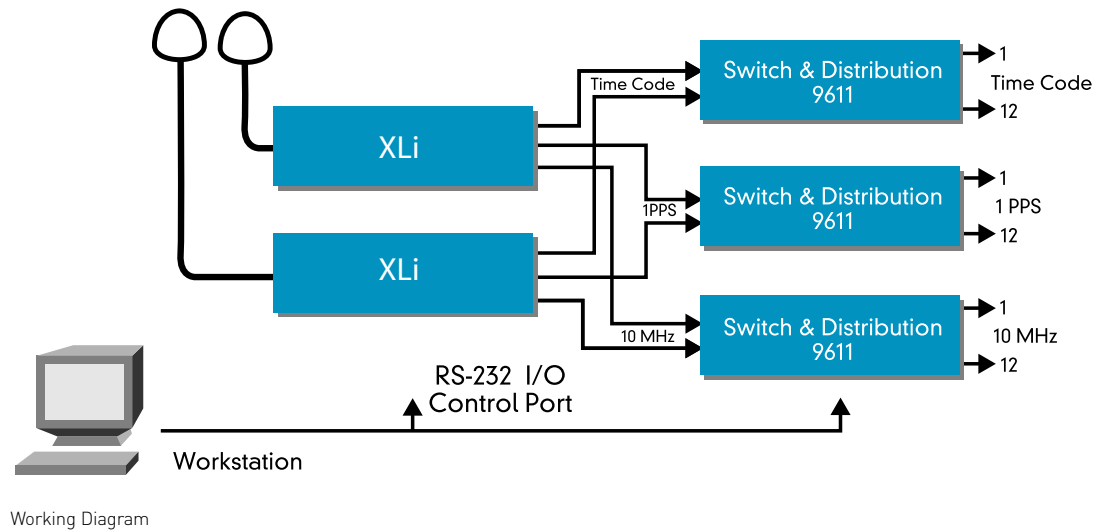 Switch & Distribution
9611
1
Time Code
12
Time Code
XLi
Switch & Distribution
9611
1
1 PPS
12
1PPS
XLi
Switch & Distribution
9611
1
10 MHz
12
10 MHz
RS-232 I/O
Control Port
Workstation
Working Diagram